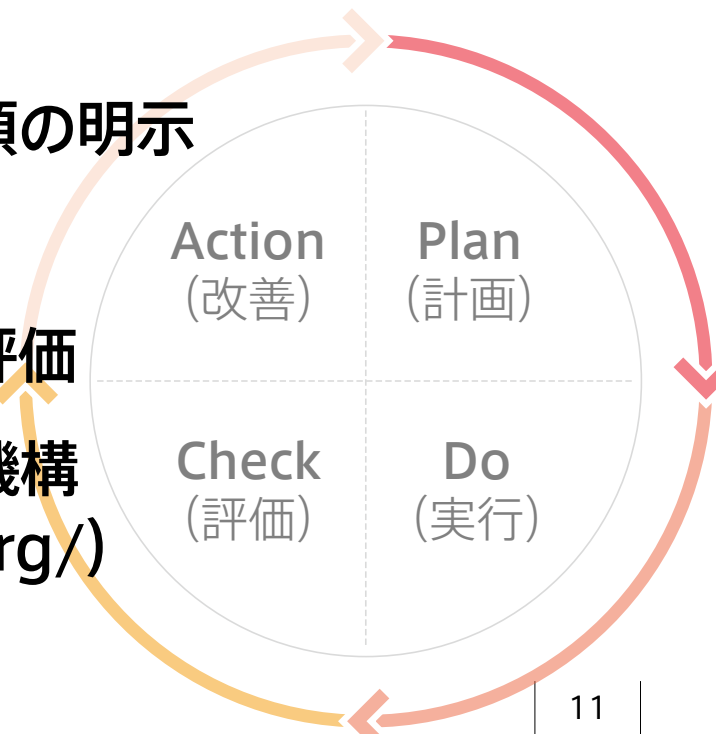 の明示
Action
(改善)
Plan
(計画)
評価
機構
rg/)
Check
(評価)
Do
(実行)
11